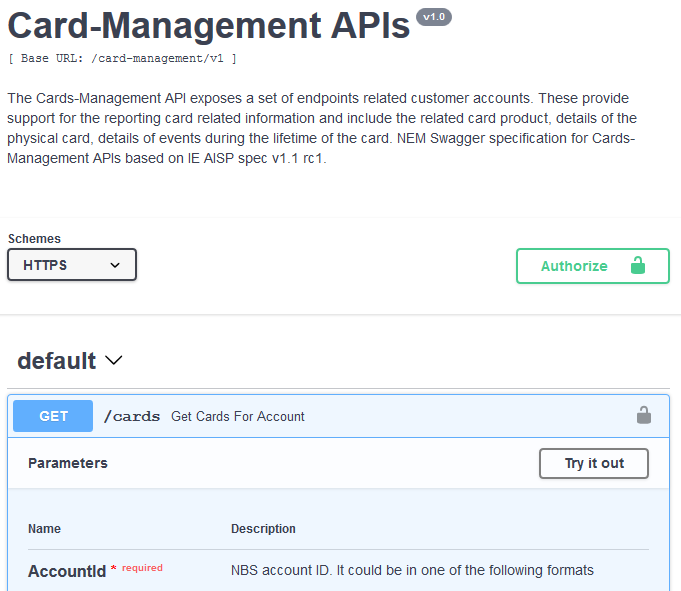 Card-Management APIs v1.0
[ Base URL: /card-management/v1 ]
The Cards-Management API exposes a set of endpoints related customer accounts. These provide
support for the reporting card related information and include the related card product, details of the
physical card, details of events during the lifetime of the card. NEM Swagger specification for Cards-
Management APIs based on IE AISP spec v1.1 rc1.
Schemes
HTTPS
Authorize
default
GET /cards Get Cards For Account
Parameters
Try it out
Name Description
AccountId * required NBS account ID. It could be in one of the following formats